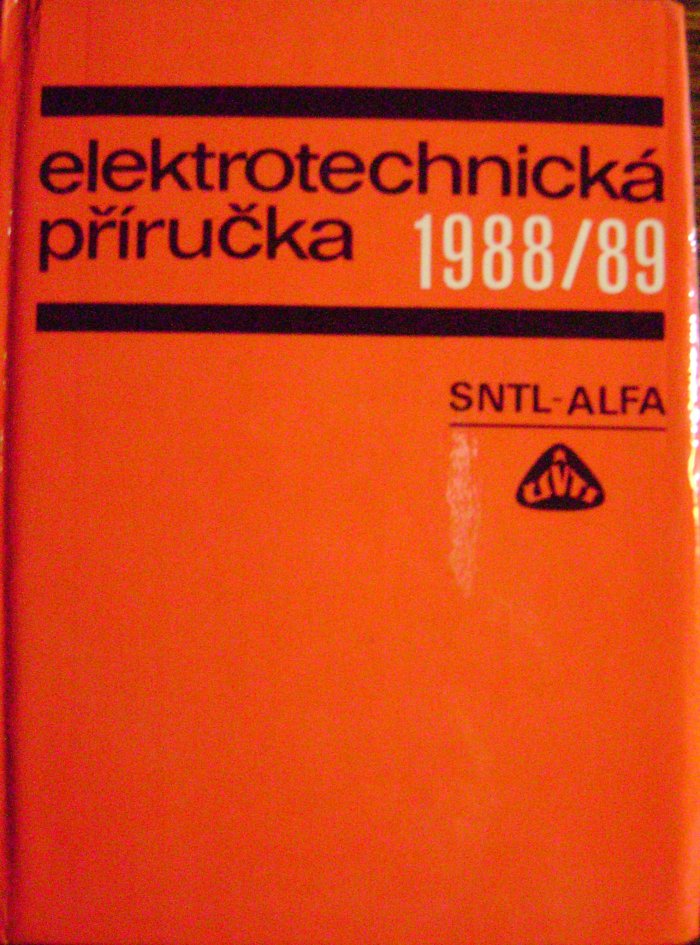 elektrotechnická
příručka 1988/89
SNTL-ALFA